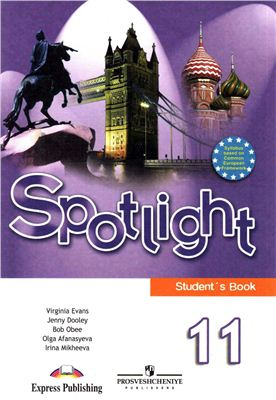 Syllabus
based on
Common
European
Framework
Spotlight
Student's Book
Virginia Evans
Jenny Dooley
Bob Obee
Olga Afanasyeva
Irina Mikheeva
11
Express Publishing
PROSVESHCHENIYE
PUBLISHERS